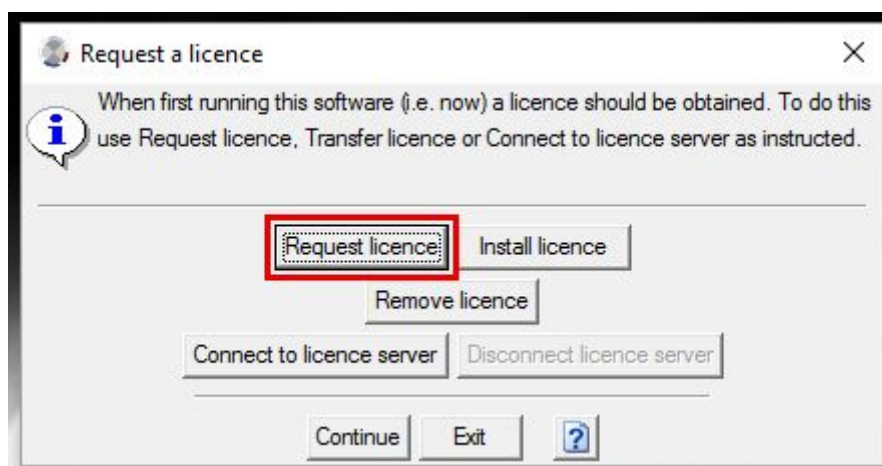 Request a licence
When first running this software (i.e. now) a licence should be obtained. To do this
use Request licence, Transfer licence or Connect to licence server as instructed.
Request licence Install licence
Remove licence
Connect to licence server Disconnect licence server
Continue Exit ?